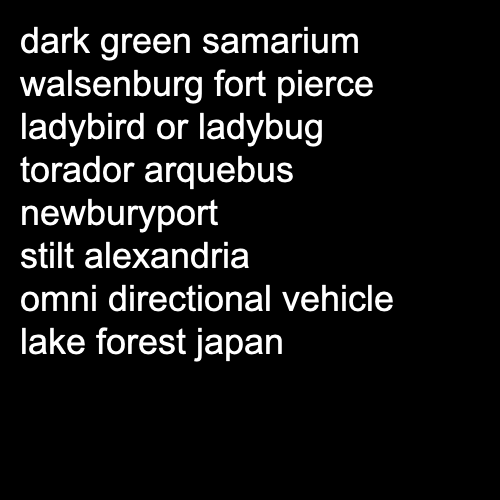 dark green samarium
walsenburg fort pierce
ladybird or ladybug
torador arquebus
newburyport
stilt alexandria
omni directional vehicle
lake forest japan